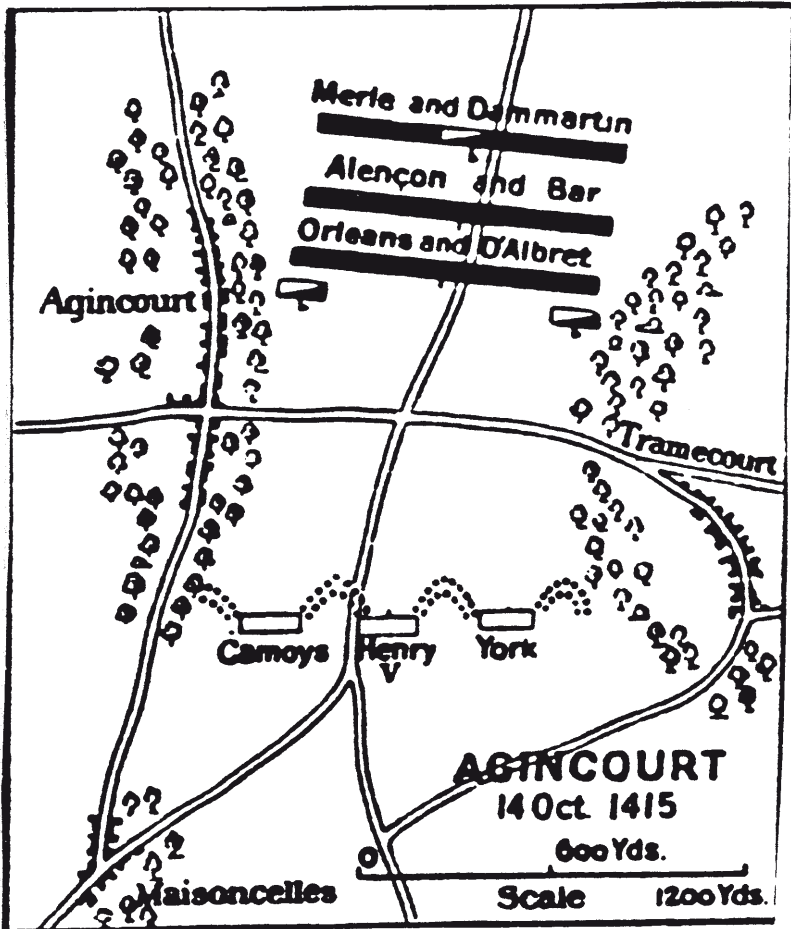 Merle and Dammartin
Alençon and Bar
Orleans and D'Albret
Agincourt
Tramecourt
Camoys
Henry
V
York
AGINCOURT
14 Oct. 1415
0
600 Yds.
Scale
1200 Yds.
Maisoncelles